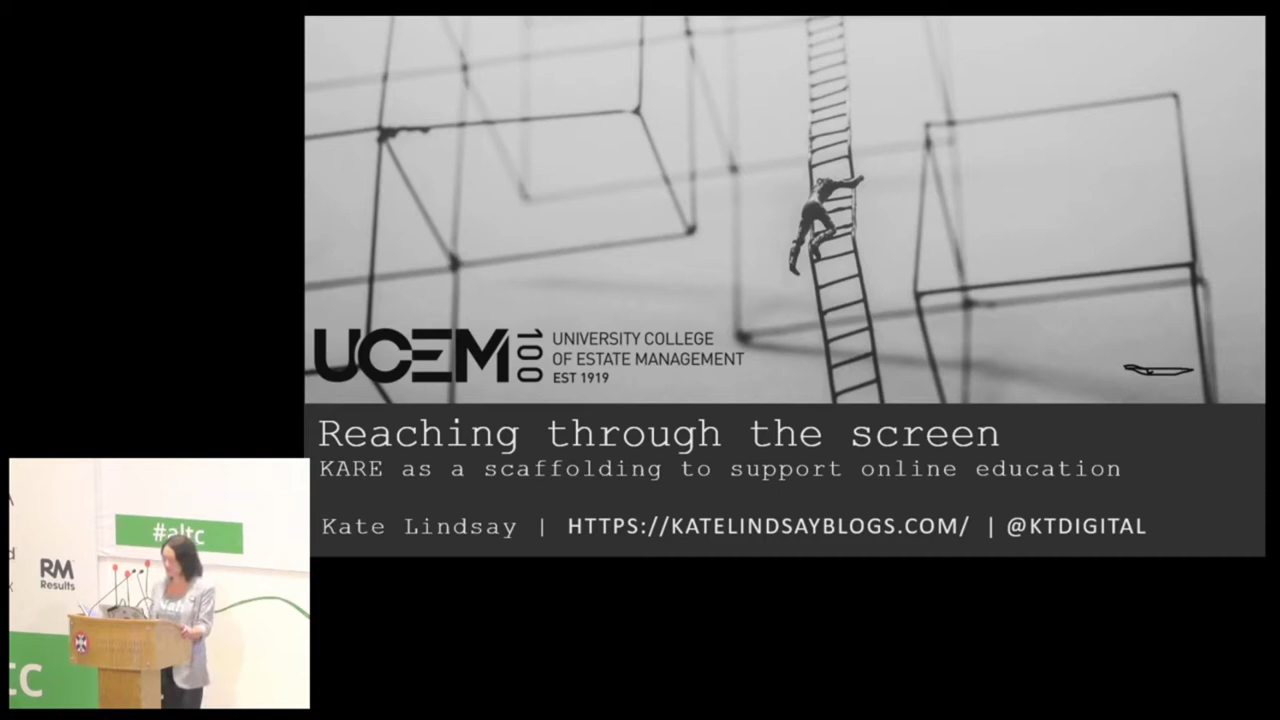 UCEM 100
UNIVERSITY COLLEGE
OF ESTATE MANAGEMENT
EST 1919
Reaching through the screen
KARE as a scaffolding to support online education
Kate Lindsay | HTTPS://KATELINDSAYBLOGS.COM/ | @KTDIGITAL
#altc
RM
Results